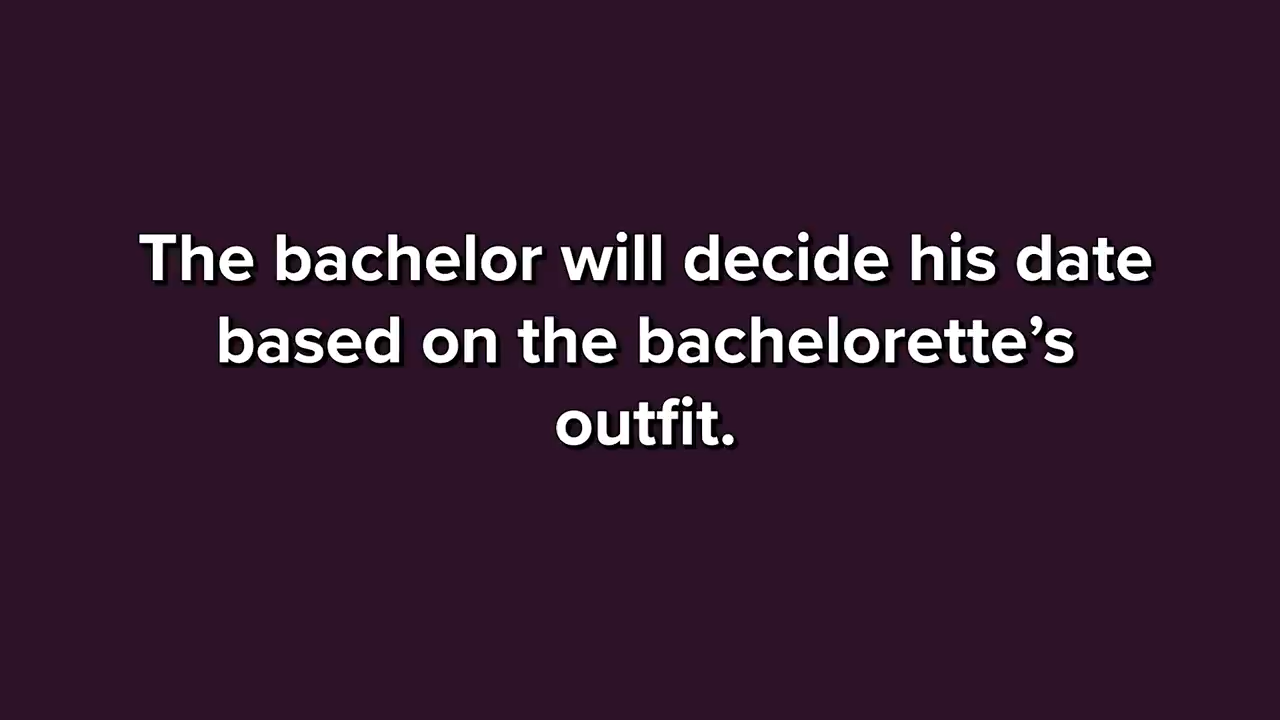 The bachelor will decide his date
based on the bachelorette’s
outfit.